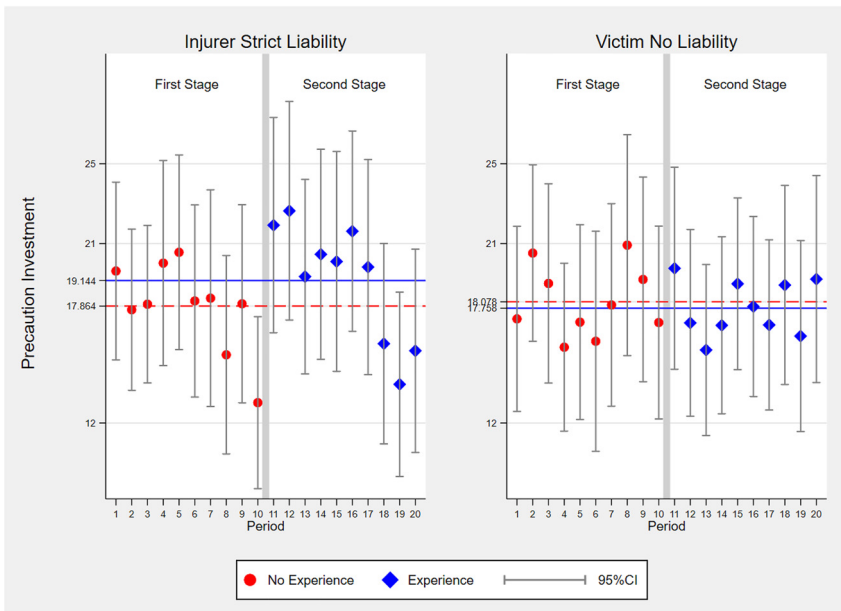 Injurer Strict Liability
Victim No Liability
First Stage
Second Stage
First Stage
Second Stage
Precaution Investment
25
21
19.144
17.864
12
25
21
18.078
17.758
12
1 2 3 4 5 6 7 8 9 10 11 12 13 14 15 16 17 18 19 20
1 2 3 4 5 6 7 8 9 10 11 12 13 14 15 16 17 18 19 20
Period
Period
No Experience
Experience
95%CI